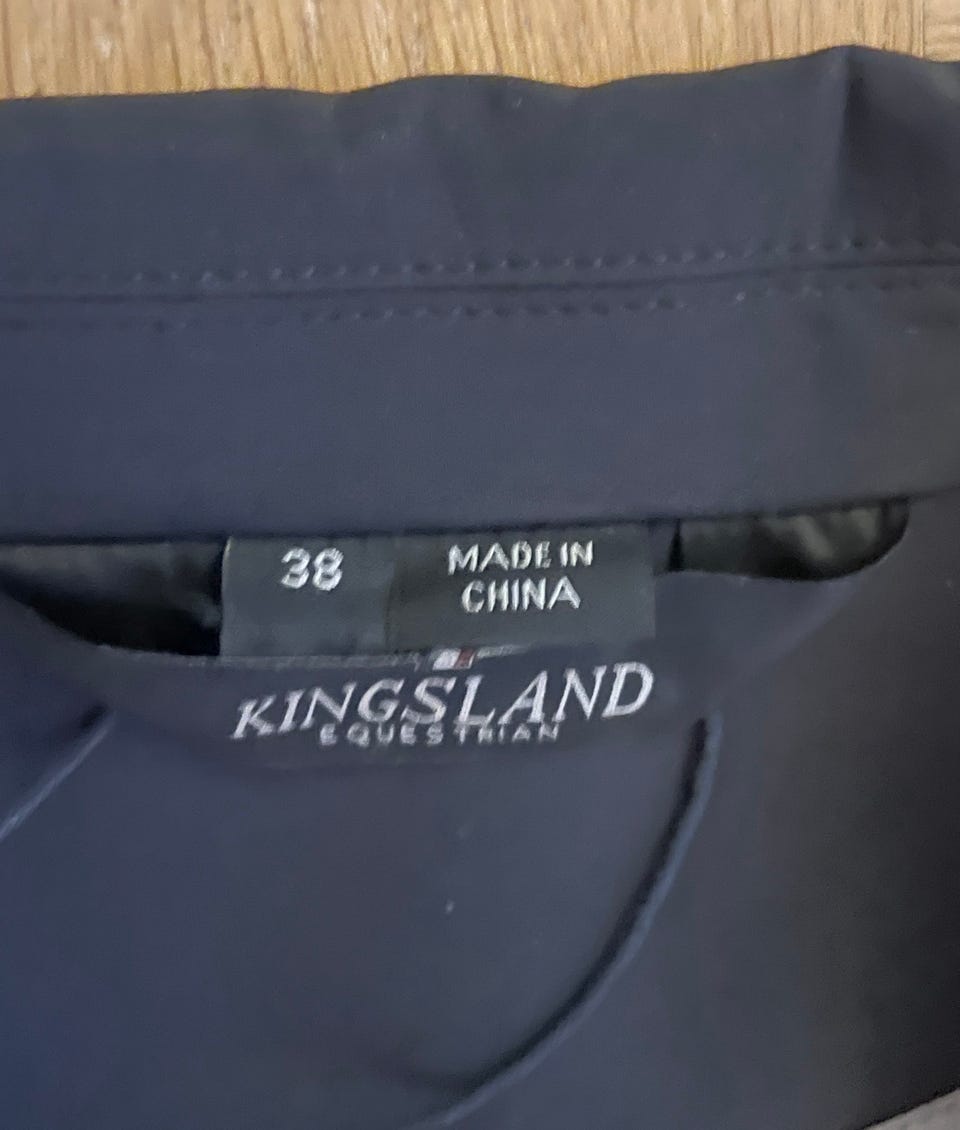 38
MADE IN
CHINA
KINGSLAND
EQUESTRIAN